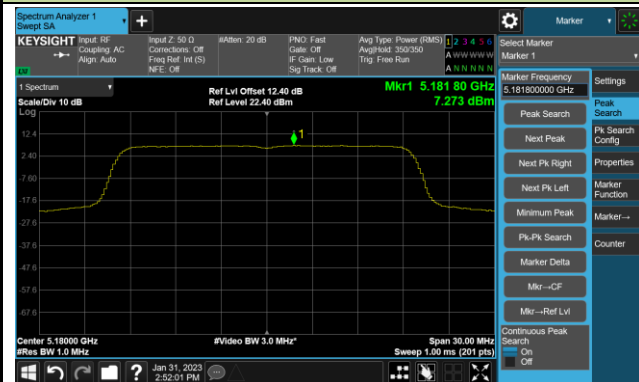 Spectrum Analyzer 1
Swept SA
+
Marker
KEYSIGHT
Input: RF
Coupling: AC
Align: Auto
Input Z: 50 Ω
Corrections: Off
Freq Ref: Int (S)
NFE: Off
#Atten: 20 dB
PNO: Fast
Gate: Off
IF Gain: Low
Sig Track: Off
Avg Type: Power (RMS)
Avg|Hold: 350/350
Trig: Free Run
1 2 3 4 5 6
A W W W W W
A N N N N N
LXI
Select Marker
Marker 1
1 Spectrum
Scale/Div 10 dB
Log
Ref Lvl Offset 12.40 dB
Ref Level 22.40 dBm
Mkr1 5.181 80 GHz
7.273 dBm
1
12.4
2.40
-7.60
-17.6
-27.6
-37.6
-47.6
-57.6
-67.6
Center 5.18000 GHz
#Res BW 1.0 MHz
#Video BW 3.0 MHz*
Span 30.00 MHz
Sweep 1.00 ms (201 pts)
Marker Frequency
5.181800000 GHz
Peak Search
Next Peak
Next Pk Right
Next Pk Left
Minimum Peak
Pk-Pk Search
Marker Delta
Mkr→CF
Mkr→Ref Lvl
Continuous Peak
Search
On
Off
Settings
Peak
Search
Pk Search
Config
Properties
Marker
Function
Marker→
Counter
?
Jan 31, 2023
2:52:01 PM